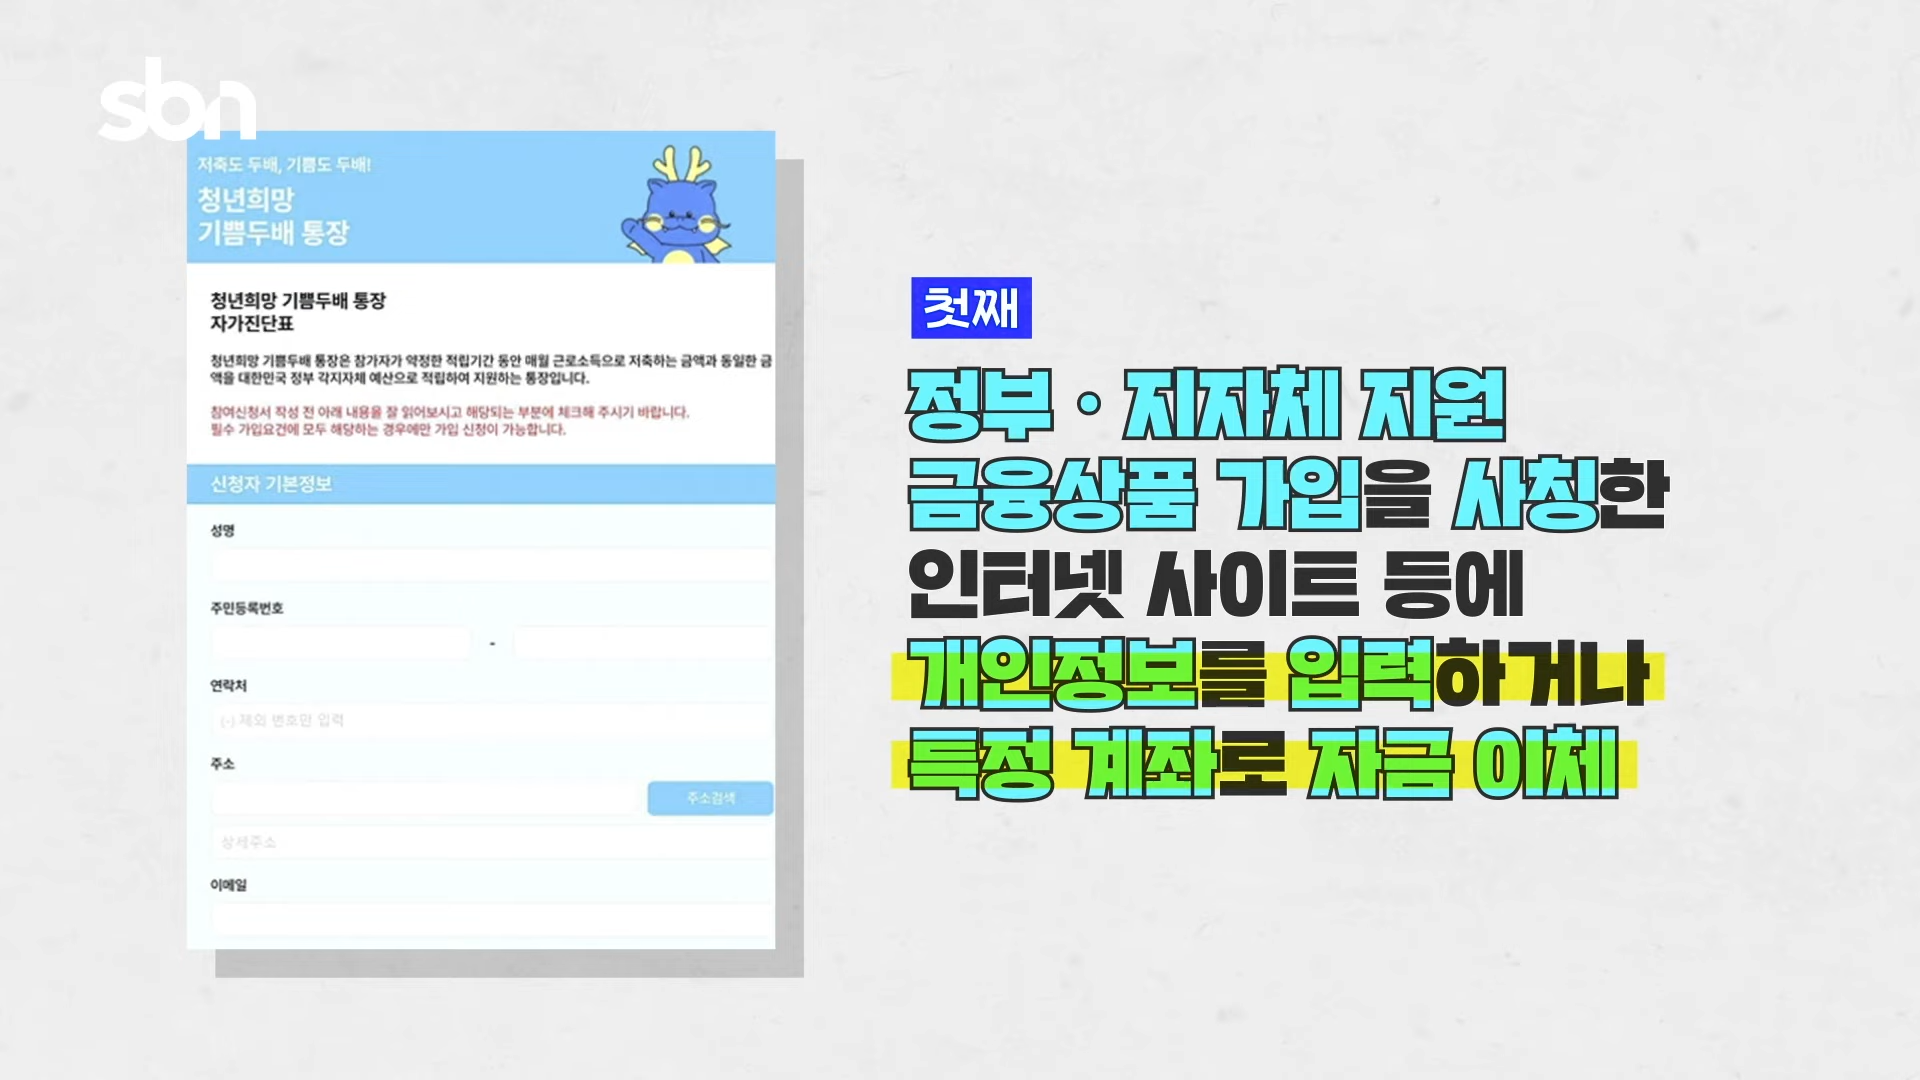 sbn
저축도 두배, 기쁨도 두배!
청년희망
기쁨두배 통장
청년희망 기쁨두배 통장
자가진단표
청년희망 기쁨두배 통장은 참가자가 약정한 적립기간 동안 매월 근로소득으로 저축하는 금액과 동일한 금
액을 대한민국 정부 각지자체 예산으로 적립하여 지원하는 통장입니다.
참여신청서 작성 전 아래 내용을 잘 읽어보시고 해당되는 부분에 체크해 주시기 바랍니다.
필수 가입요건에 모두 해당하는 경우에만 가입 신청이 가능합니다.
신청자 기본정보
성명
주민등록번호
-
연락처
(-) 제외 번호만 입력
주소
주소검색
상세주소
이메일
첫째
정부·지자체 지원
금융상품 가입을 사칭한
인터넷 사이트 등에
개인정보를 입력하거나
특정 계좌로 자금 이체